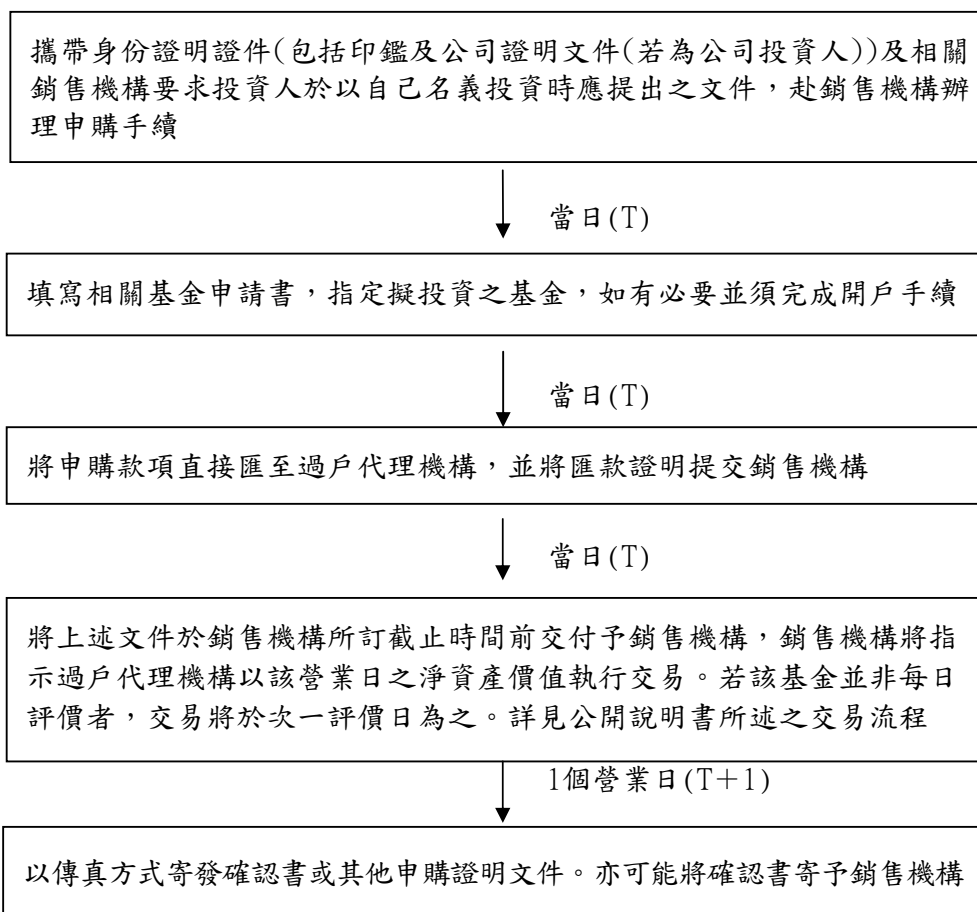 攜帶身份證明證件(包括印鑑及公司證明文件(若為公司投資人))及相關
銷售機構要求投資人於以自己名義投資時應提出之文件，赴銷售機構辦
理申購手續
當日(T)
填寫相關基金申請書，指定擬投資之基金，如有必要並須完成開戶手續
當日(T)
將申購款項直接匯至過戶代理機構，並將匯款證明提交銷售機構
當日(T)
將上述文件於銷售機構所訂截止時間前交付予銷售機構，銷售機構將指
示過戶代理機構以該營業日之淨資產價值執行交易。若該基金並非每日
評價者，交易將於次一評價日為之。詳見公開說明書所述之交易流程
1個營業日(T＋1)
以傳真方式寄發確認書或其他申購證明文件。亦可能將確認書寄予銷售機構